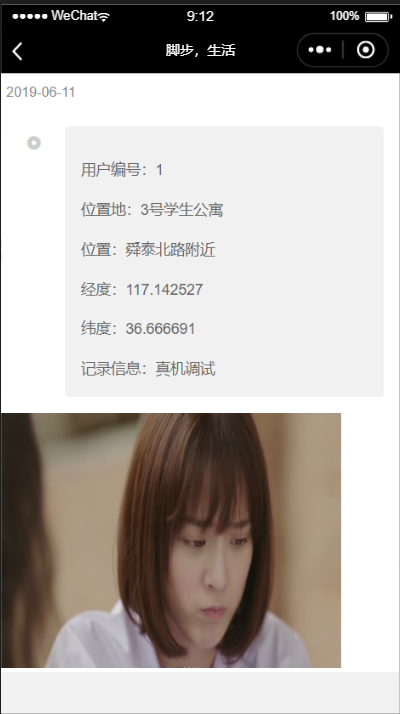 WeChat 9:12 100%
脚步，生活
2019-06-11
用户编号：1
位置地：3号学生公寓
位置：舜泰北路附近
经度：117.142527
纬度：36.666691
记录信息：真机调试